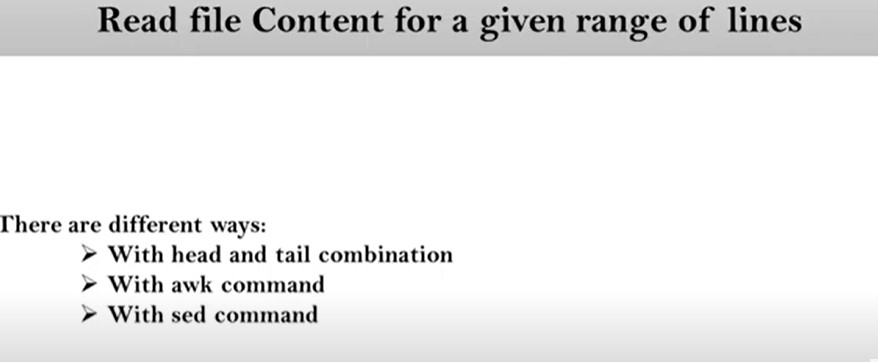 Read file Content for a given range of lines
There are different ways:
➢ With head and tail combination
➢ With awk command
➢ With sed command